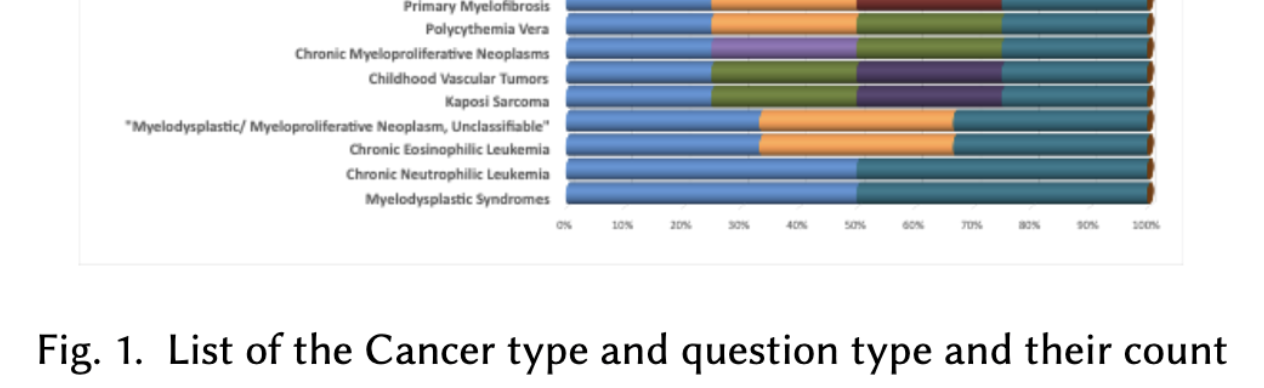 Primary Myelofibrosis
Polycythemia Vera
Chronic Myeloproliferative Neoplasms
Childhood Vascular Tumors
Kaposi Sarcoma
"Myelodysplastic/ Myeloproliferative Neoplasm, Unclassifiable"
Chronic Eosinophilic Leukemia
Chronic Neutrophilic Leukemia
Myelodysplastic Syndromes
0% 10% 20% 30% 40% 50% 60% 70% 80% 90% 100%
Fig. 1. List of the Cancer type and question type and their count